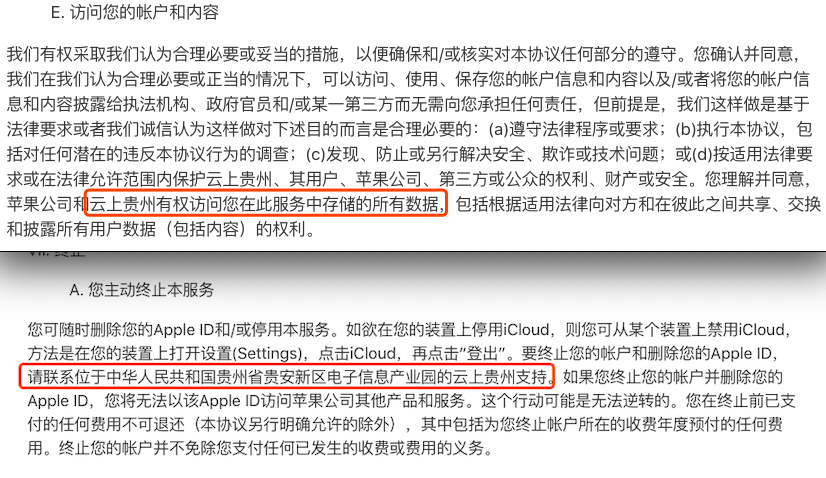 E. 访问您的帐户和内容
我们有权采取我们认为合理必要或妥当的措施，以便确保和/或核实对本协议任何部分的遵守。您确认并同意，
我们在我们认为合理必要或正当的情况下，可以访问、使用、保存您的帐户信息和内容以及/或者将您的帐户信
息和内容披露给执法机构、政府官员和/或某一第三方而无需向您承担任何责任，但前提是，我们这样做是基于
法律要求或者我们诚信认为这样做对下述目的而言是合理必要的：(a)遵守法律程序或要求；(b)执行本协议，包
括对任何潜在的违反本协议行为的调查；(c)发现、防止或另行解决安全、欺诈或技术问题；或(d)按适用法律要
求或在法律允许范围内保护云上贵州、其用户、苹果公司、第三方或公众的权利、财产或安全。您理解并同意，
苹果公司和云上贵州有权访问您在此服务中存储的所有数据，包括根据适用法律向对方和在彼此之间共享、交换
和披露所有用户数据（包括内容）的权利。
VII. 终止
A. 您主动终止本服务
您可随时删除您的Apple ID和/或停用本服务。如欲在您的装置上停用iCloud，则您可从某个装置上禁用iCloud，
方法是在您的装置上打开设置(Settings)，点击iCloud，再点击“登出”。要终止您的帐户和删除您的Apple ID，
请联系位于中华人民共和国贵州省贵安新区电子信息产业园的云上贵州支持。如果您终止您的帐户并删除您的
Apple ID，您将无法以该Apple ID访问苹果公司其他产品和服务。这个行动可能是无法逆转的。您在终止前已支
付的任何费用不可退还（本协议另行明确允许的除外），其中包括为您终止帐户所在的收费年度预付的任何费
用。终止您的帐户并不免除您支付任何已发生的收费或费用的义务。